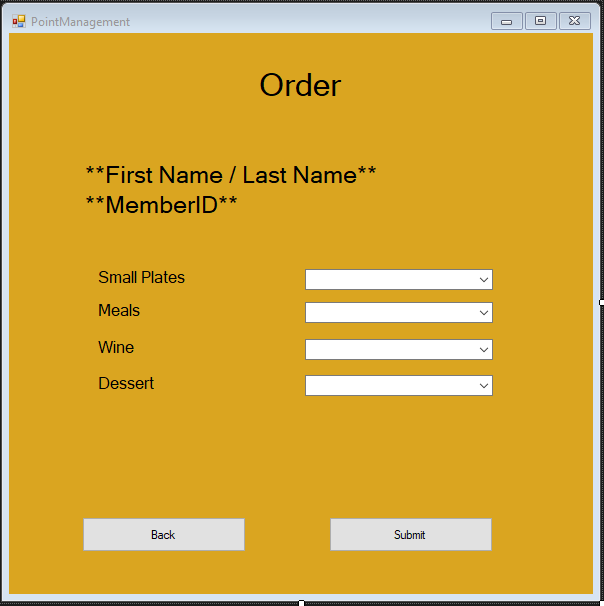 PointManagement
Order
**First Name / Last Name**
**MemberID**
Small Plates
Meals
Wine
Dessert
Back
Submit